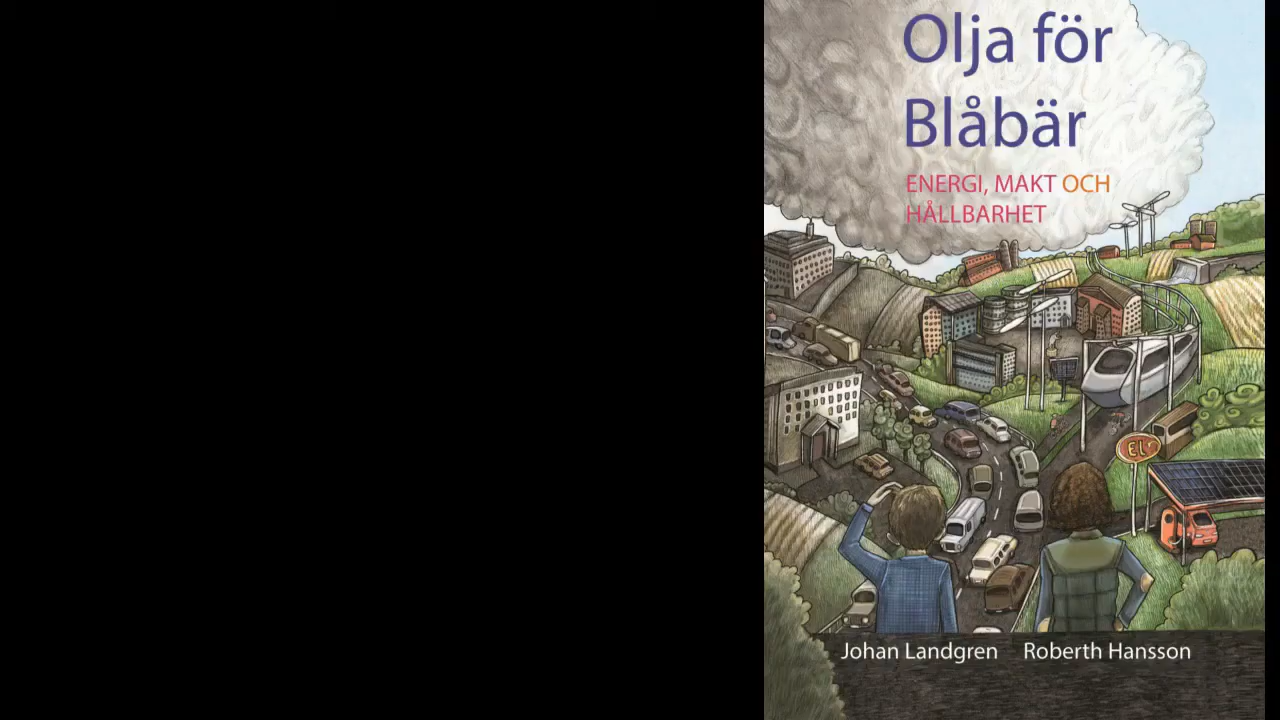 Olja för
Blåbär
ENERGI, MAKT OCH
HÅLLBARHET
EL
Johan Landgren Roberth Hansson